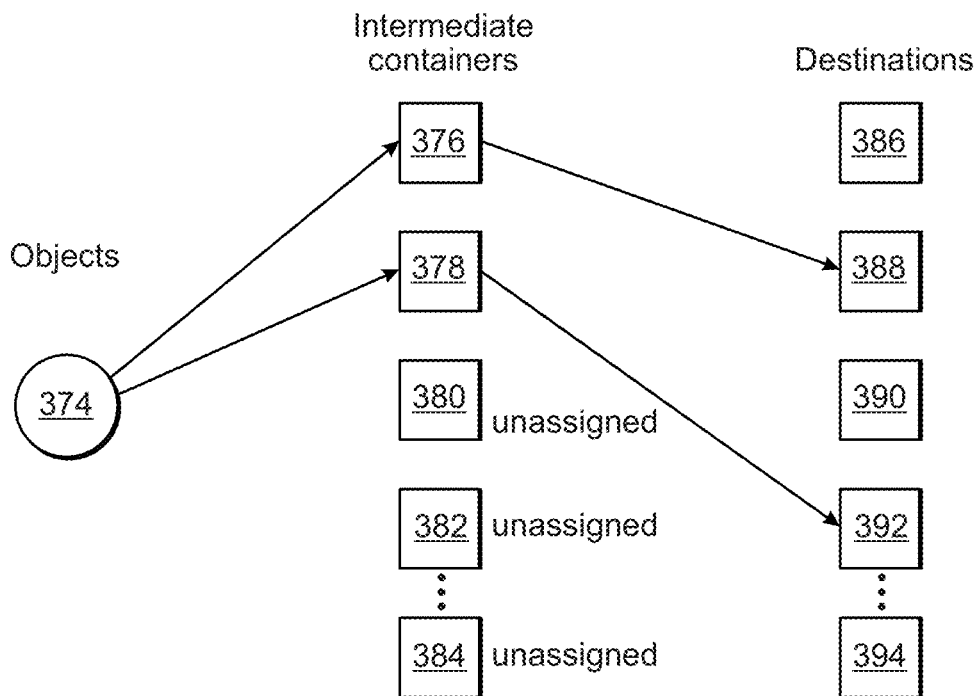 Intermediate
containers
Destinations
376
386
Objects
378
388
374
380
unassigned
390
382
unassigned
392
384
unassigned
394